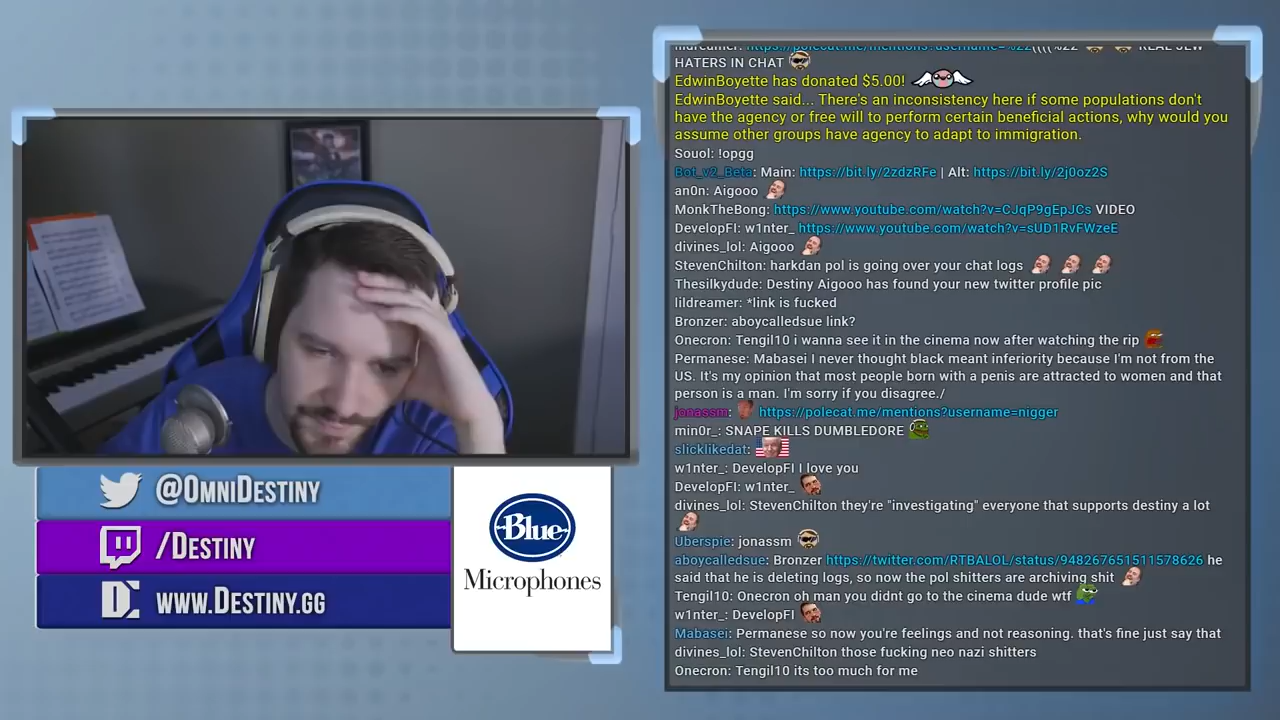 HATERS IN CHAT
EdwinBoyette has donated $5.00!
EdwinBoyette said... There's an inconsistency here if some populations don't
have the agency or free will to perform certain beneficial actions, why would you
assume other groups have agency to adapt to immigration.
Souol: !opgg
Bot_v2_Beta: Main: https://bit.ly/2zdzRFe | Alt: https://bit.ly/2j0oz2S
an0n: Aigooo
MonkTheBong: https://www.youtube.com/watch?v=CJqP9gEpJCs VIDEO
DevelopFI: w1nter_ https://www.youtube.com/watch?v=sUD1RvFWzeE
divines_lol: Aigooo
StevenChilton: harkdan pol is going over your chat logs
Thesilkydude: Destiny Aigooo has found your new twitter profile pic
lildreamer: *link is fucked
Bronzer: aboycalledsue link?
Onecron: Tengil10 i wanna see it in the cinema now after watching the rip
Permanese: Mabasei I never thought black meant inferiority because I'm not from the
US. It's my opinion that most people born with a penis are attracted to women and that
person is a man. I'm sorry if you disagree./
jonassm: https://polecat.me/mentions?username=nigger
min0r_: SNAPE KILLS DUMBLEDORE
slicklikedat:
w1nter_: DevelopFI I love you
DevelopFI: w1nter_
divines_lol: StevenChilton they're "investigating" everyone that supports destiny a lot
Uberspie: jonassm
aboycalledsue: Bronzer https://twitter.com/RTBALOL/status/948267651511578626 he
said that he is deleting logs, so now the pol shitters are archiving shit
Tengil10: Onecron oh man you didnt go to the cinema dude wtf
w1nter_: DevelopFI
Mabasei: Permanese so now you're feelings and not reasoning. that's fine just say that
divines_lol: StevenChilton those fucking neo nazi shitters
Onecron: Tengil10 its too much for me
@OmniDestiny
/Destiny
www.Destiny.gg
Blue
Microphones